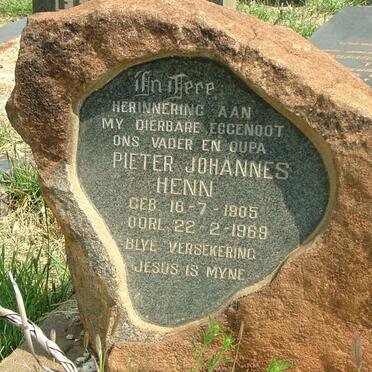 In Tere
HERINNERING AAN
MY DIERBARE EGGENOOT
ONS VADER EN OUPA
PIETER JOHANNES
HENN
GEB. 16-7-1905
OORL. 22-2-1969
BLYE VERSEKERING
JESUS IS MYNE